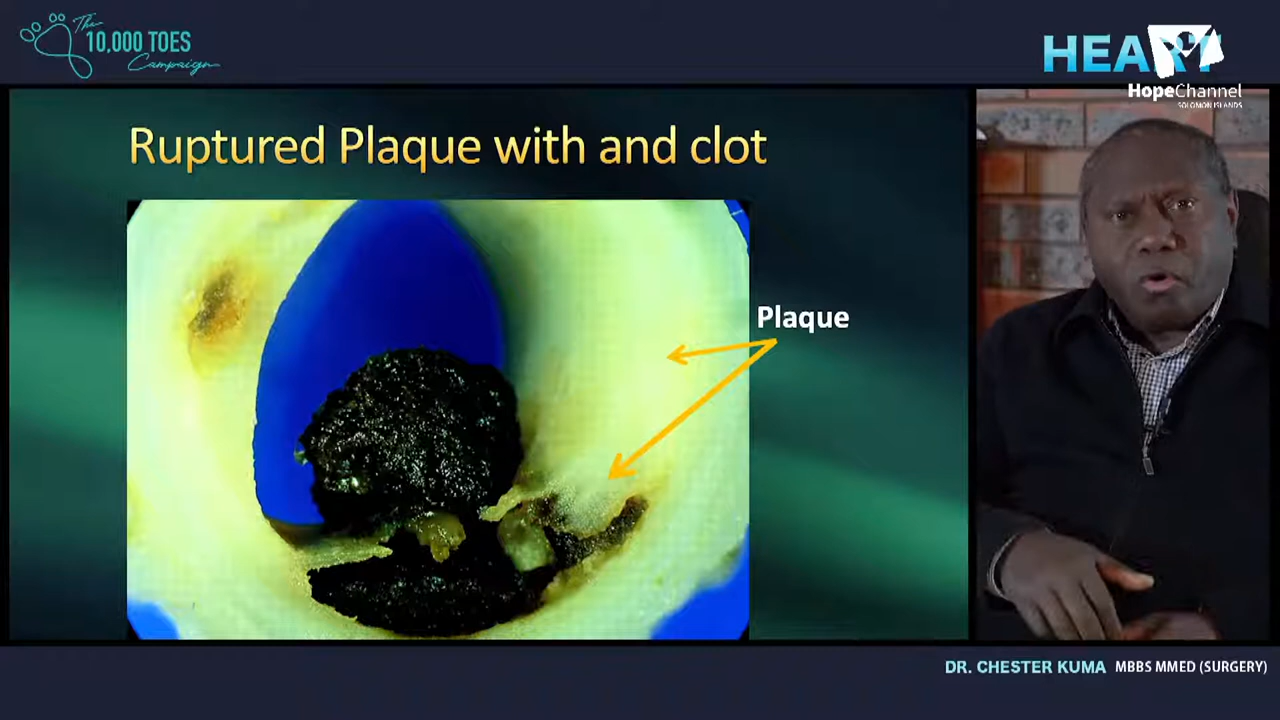 The
10,000 TOES
Campaign
HEART
HopeChannel
SOLOMON ISLANDS
Ruptured Plaque with and clot
Plaque
DR. CHESTER KUMA MBBS MMED (SURGERY)